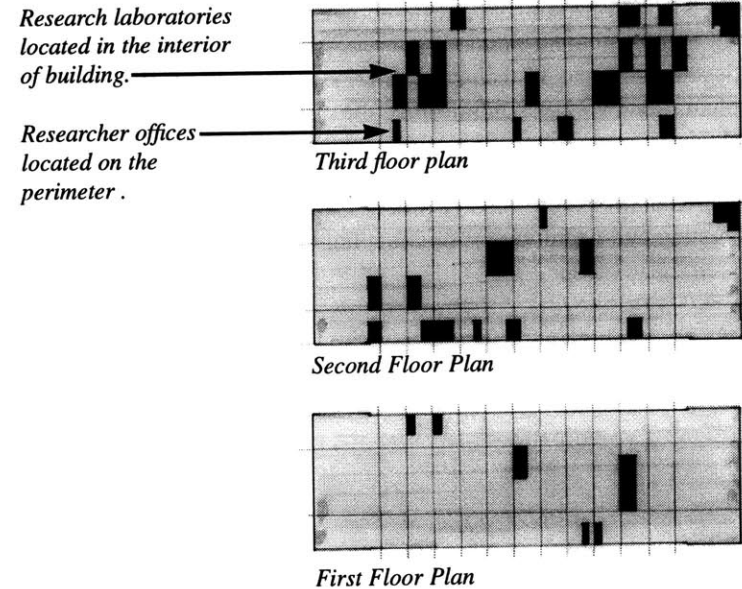 Research laboratories
located in the interior
of building.
Researcher offices
located on the
perimeter .
Third floor plan
Second Floor Plan
First Floor Plan